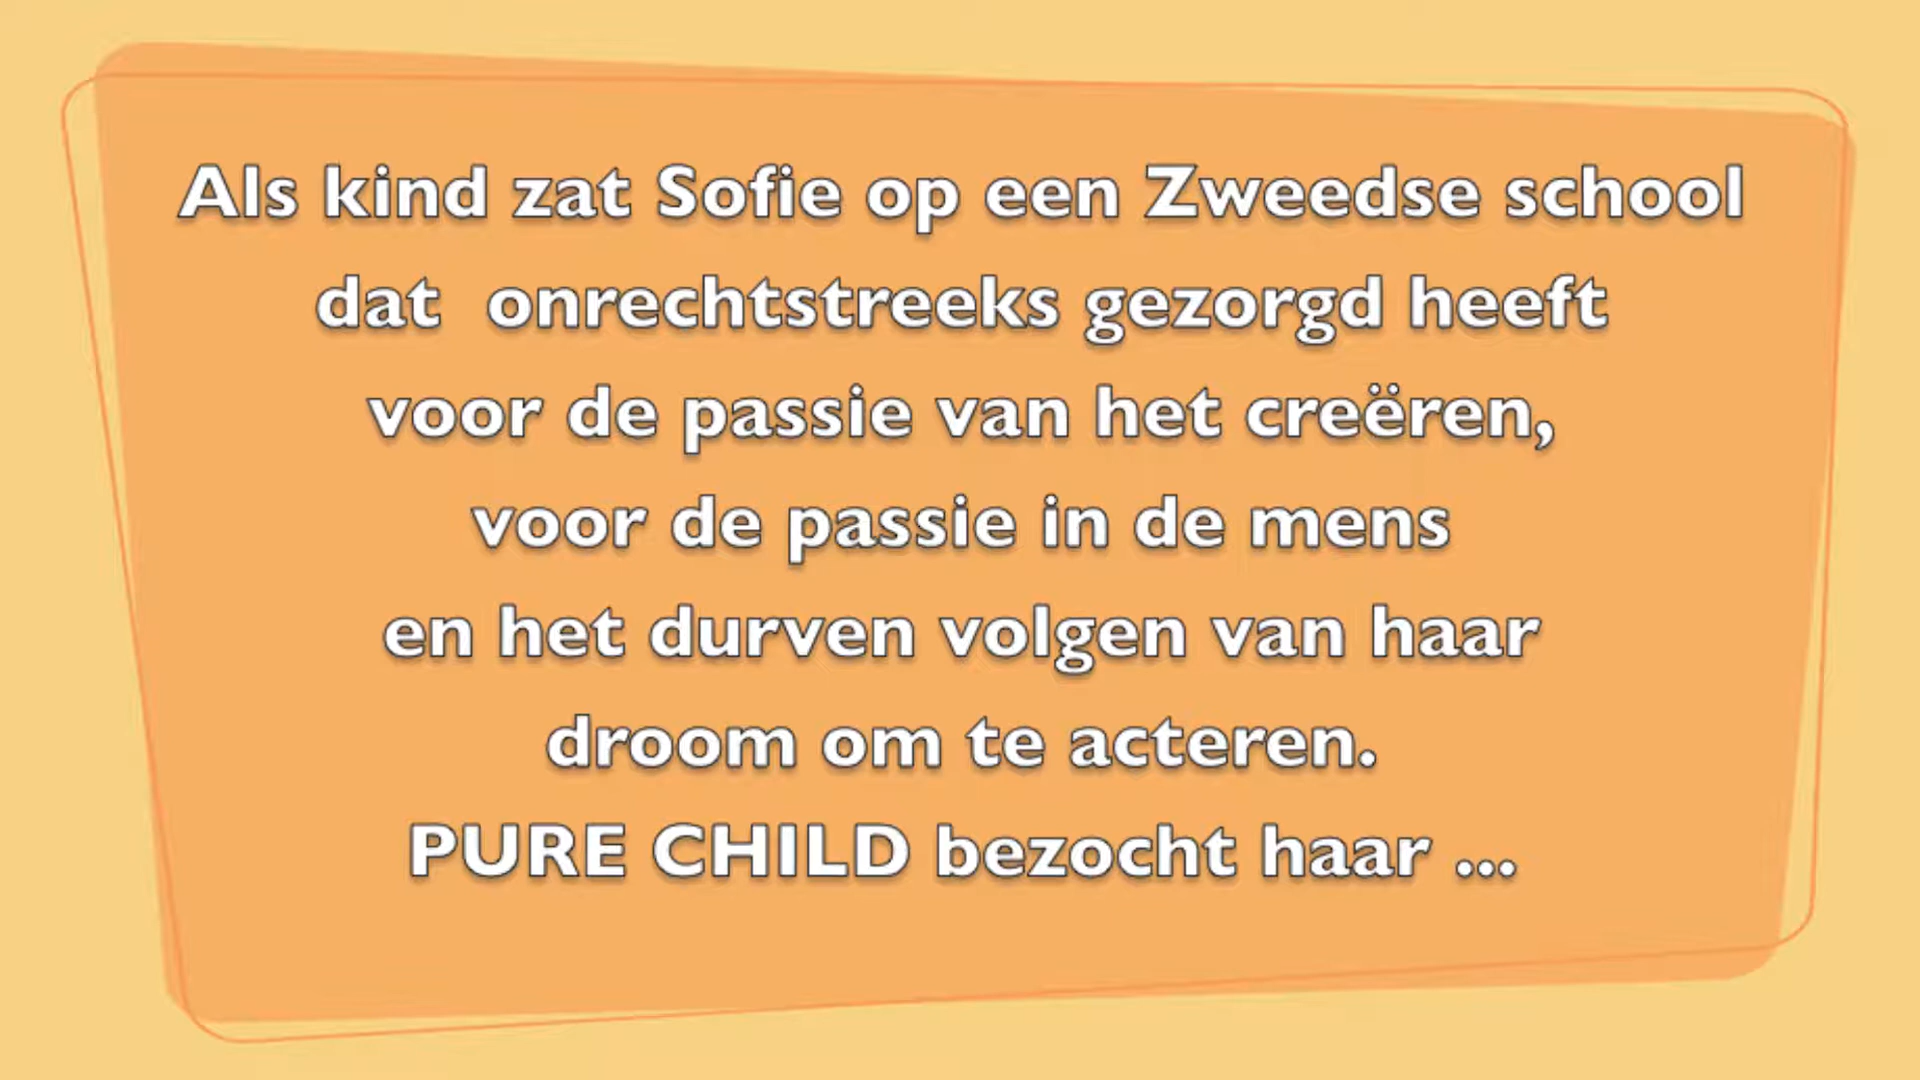 Als kind zat Sofie op een Zweedse school
dat onrechtstreeks gezorgd heeft
voor de passie van het creëren,
voor de passie in de mens
en het durven volgen van haar
droom om te acteren.
PURE CHILD bezocht haar ...